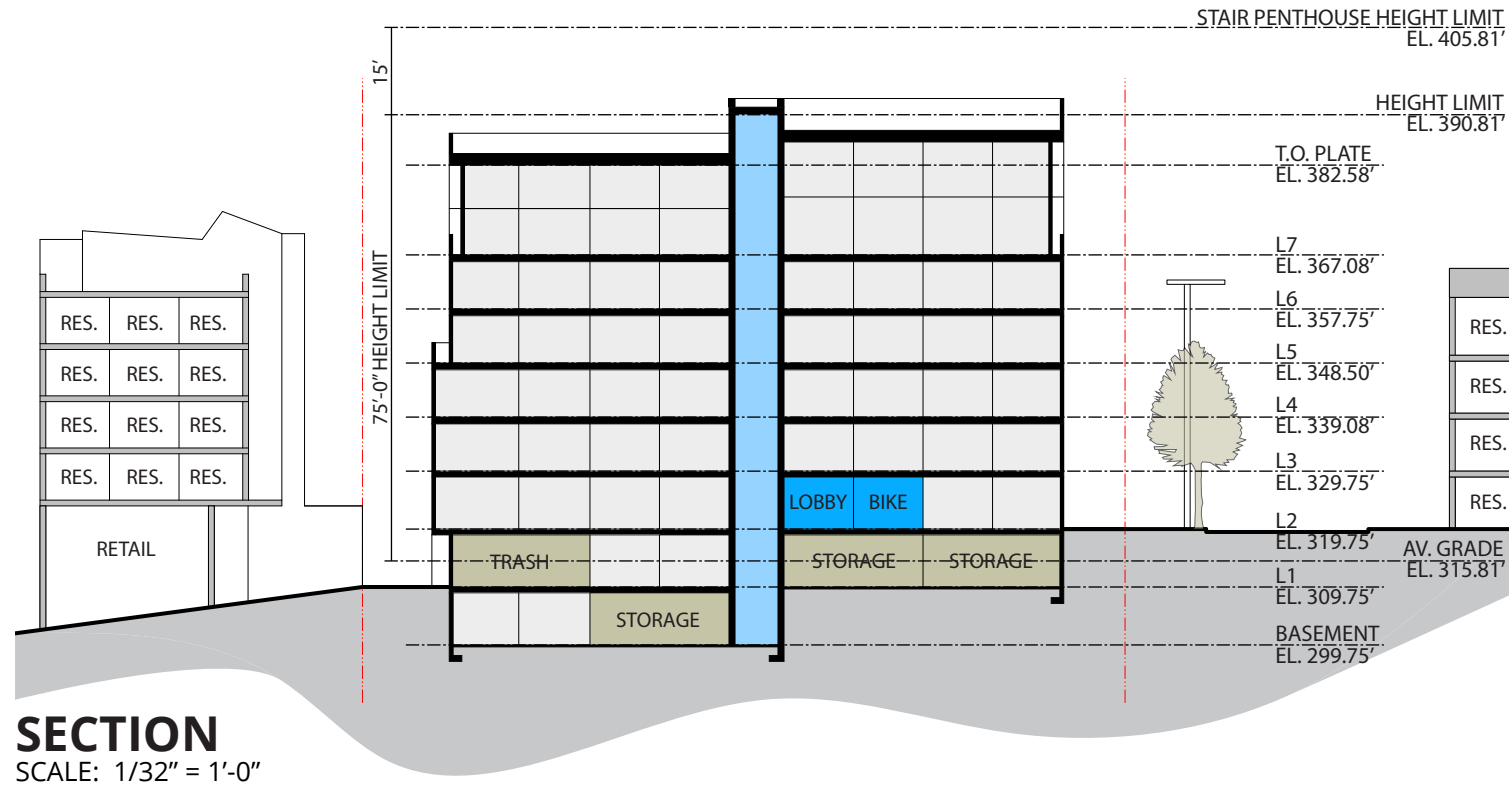 STAIR PENTHOUSE HEIGHT LIMIT
EL. 405.81’
15’
HEIGHT LIMIT
EL. 390.81’
T.O. PLATE
EL. 382.58’
75’-0” HEIGHT LIMIT
L7
EL. 367.08’
L6
EL. 357.75’
L5
EL. 348.50’
L4
EL. 339.08’
L3
EL. 329.75’
L2
EL. 319.75’
AV. GRADE
EL. 315.81’
L1
EL. 309.75’
BASEMENT
EL. 299.75’
RES. RES. RES.
RES. RES. RES.
RES. RES. RES.
RES. RES. RES.
RETAIL
LOBBY BIKE
TRASH
STORAGE STORAGE
STORAGE
RES.
RES.
RES.
RES.
SECTION
SCALE: 1/32” = 1’-0”